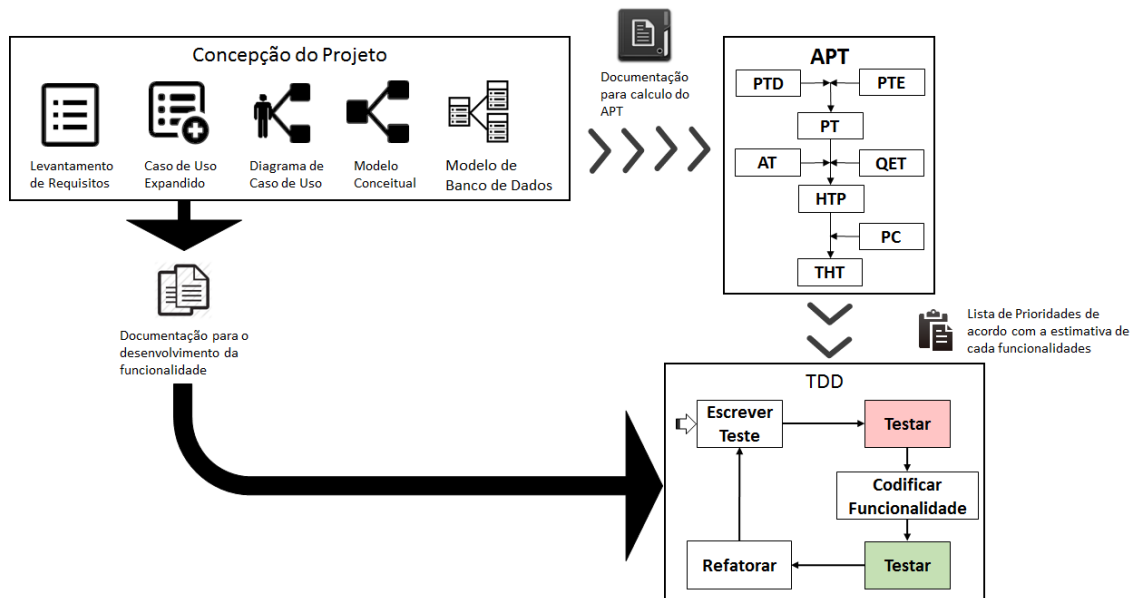 Concepção do Projeto
Levantamento
de Requisitos
Caso de Uso
Expandido
Diagrama de
Caso de Uso
Modelo
Conceitual
Modelo de
Banco de Dados
Documentação
para calculo do
APT
APT
PTD
PTE
PT
AT
QET
HTP
PC
THT
Documentação para o
desenvolvimento da
funcionalidade
Lista de Prioridades de
acordo com a estimativa de
cada funcionalidades
TDD
Escrever
Teste
Testar
Codificar
Funcionalidade
Refatorar
Testar